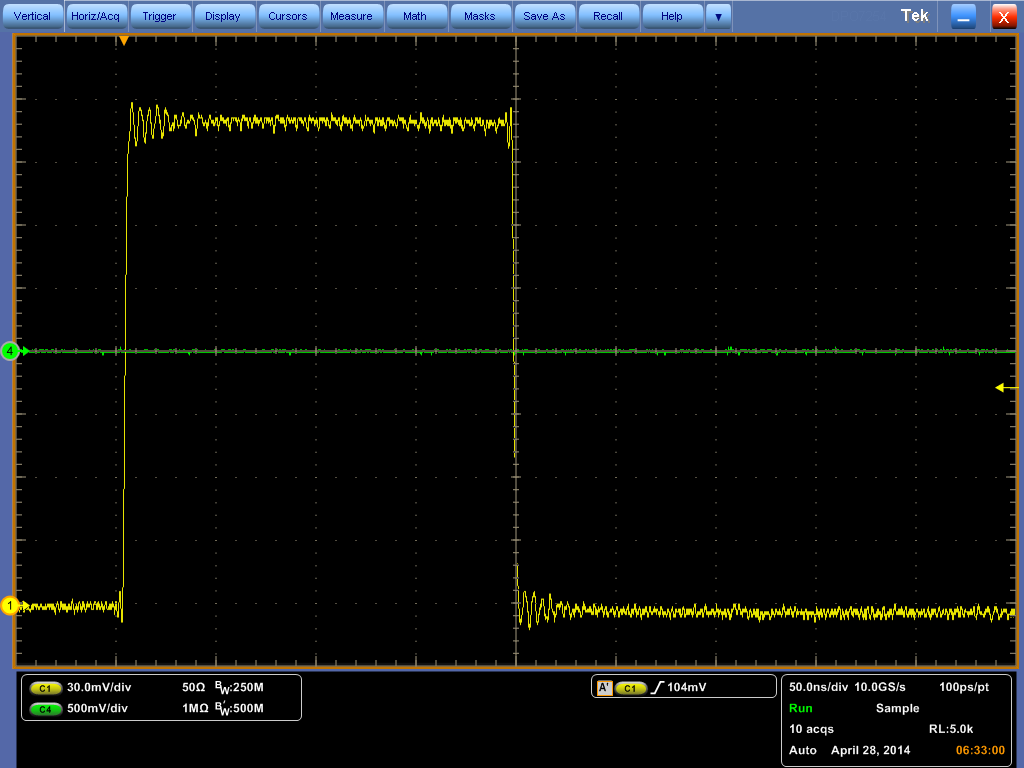 Vertical Horiz/Acq Trigger Display Cursors Measure Math Masks Save As Recall Help ▼ Tek X
4
1
C1 30.0mV/div 50Ω BW:250M
C4 500mV/div 1MΩ BW:500M
A' C1 104mV
50.0ns/div 10.0GS/s 100ps/pt
Run Sample
10 acqs RL:5.0k
Auto April 28, 2014 06:33:00